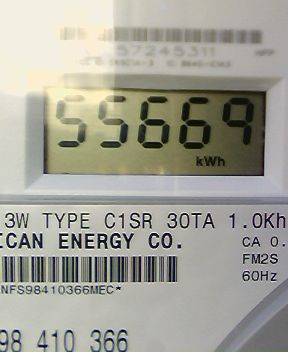 57245311
55669
kWh
3W TYPE C1SR 30TA 1.0Kh
ICAN ENERGY CO.
CA 0.
FM2S
60Hz
NFS98410366MEC*
98 410 366